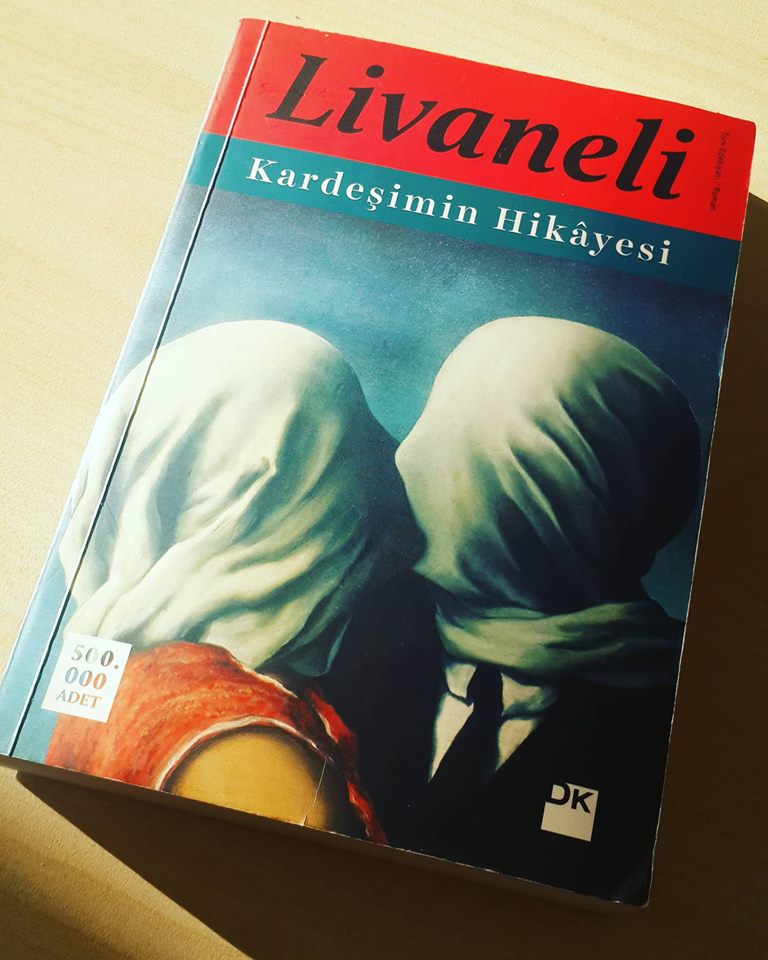 Livaneli
Türk Edebiyatı / Roman
Kardeşimin Hikâyesi
500.
000
ADET
DK